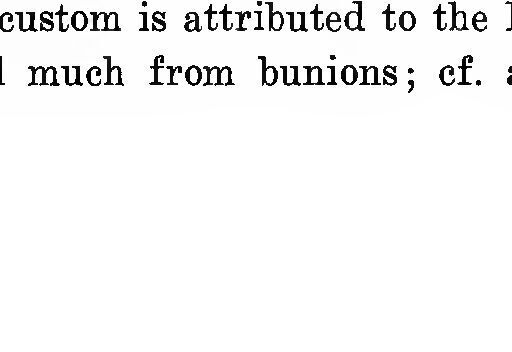 custom is attributed to the
much from bunions; cf.